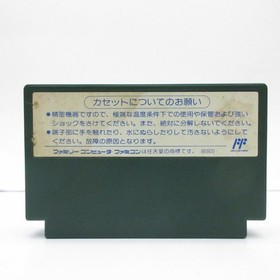 カセットについてのお願い
●精密機器ですので、極端な温度条件下での使用や保管および強い
ショックをさけてください。また、絶対に分解しないでください。
●端子部に手を触れたり、水にぬらしたりして汚さないようにして
ください。故障の原因となります。
ファミリーコンピュータ ファミコンは任天堂の商標です。
FF